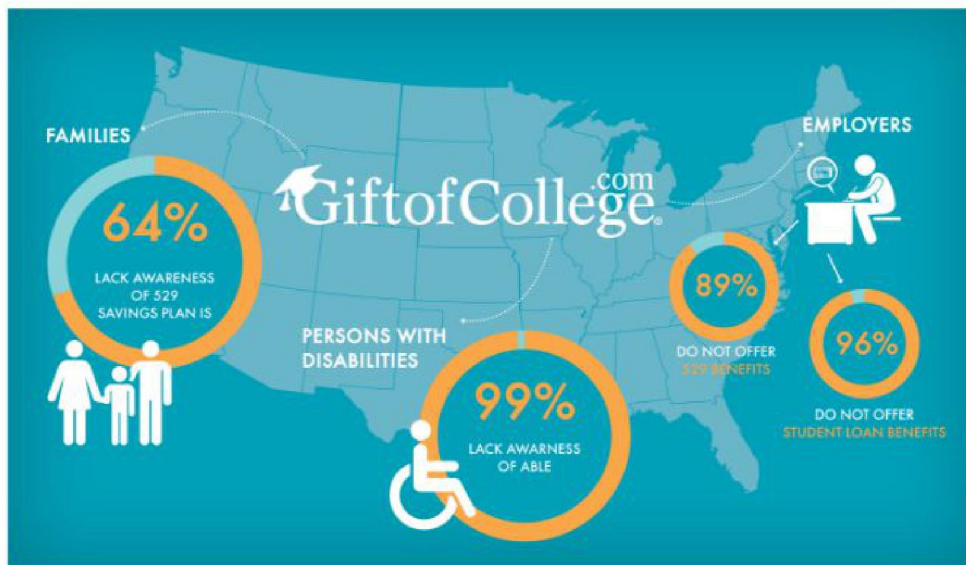 FAMILIES
64%
LACK AWARENESS
OF 529
SAVINGS PLAN IS
GiftofCollege.com®
PERSONS WITH
DISABILITIES
99%
LACK AWARNESS
OF ABLE
EMPLOYERS
89%
DO NOT OFFER
529 BENEFITS
96%
DO NOT OFFER
STUDENT LOAN BENEFITS